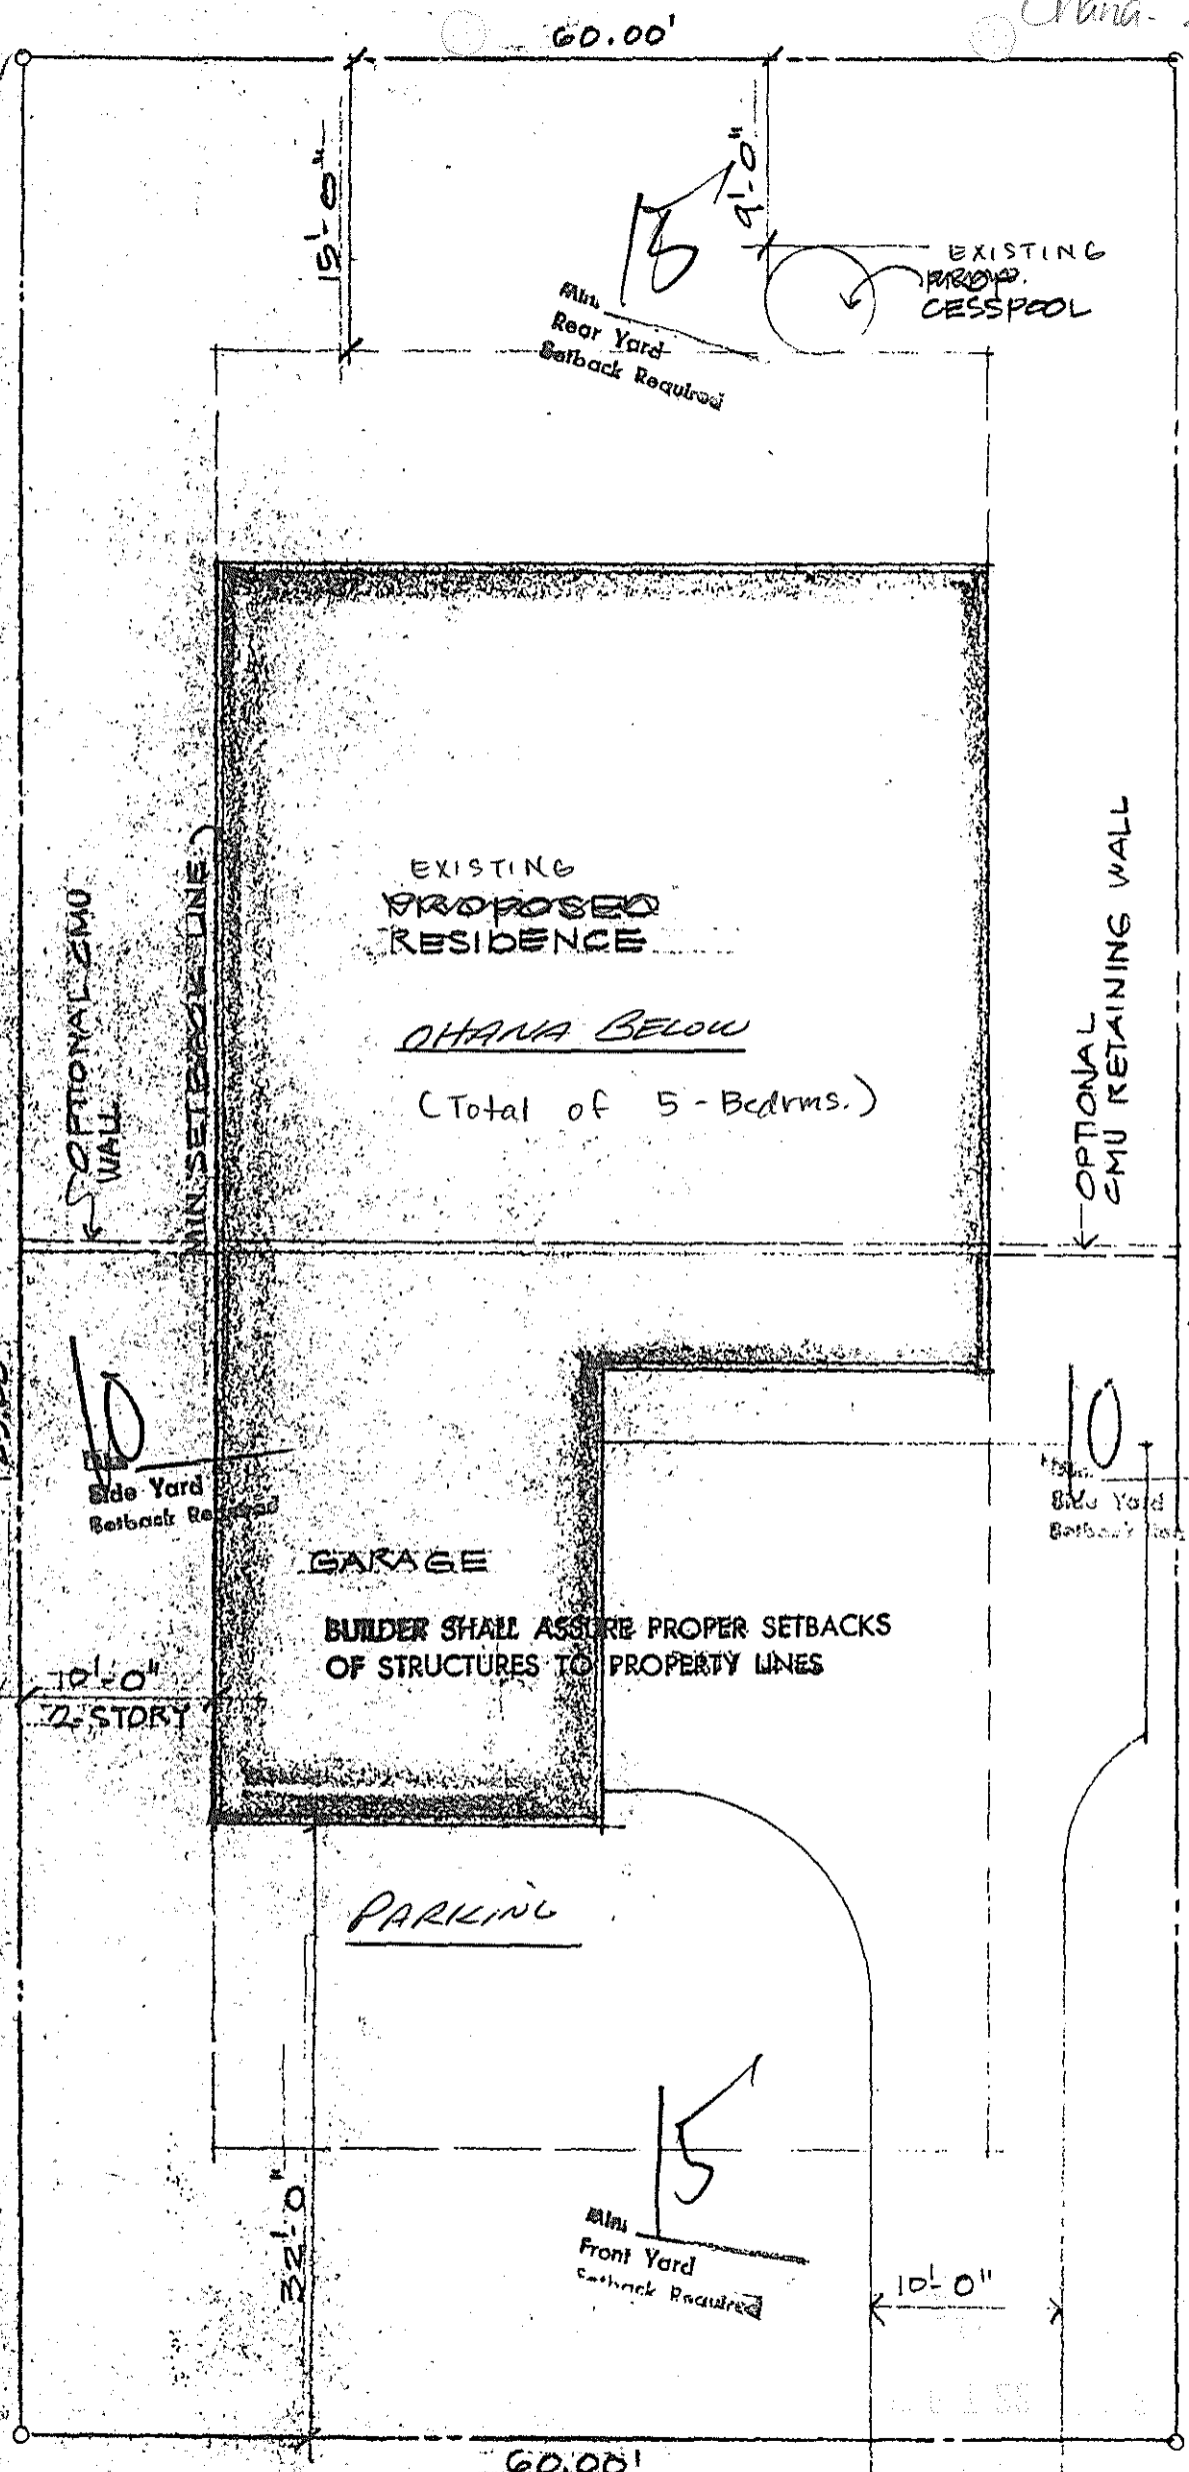 60.00'
15'-0"
15
9'-0"
Min.
Rear Yard
Setback Required
EXISTING
PROP.
CESSPOOL
EXISTING
PROPOSED
RESIDENCE
OHANA BELOW
(Total of 5-Bedrms.)
OPTIONAL CMU
WALL
MIN. SETBACK LINE)
OPTIONAL
CMU RETAINING WALL
10
Side Yard
Setback Required
10
Min.
Side Yard
Setback
GARAGE
BUILDER SHALL ASSURE PROPER SETBACKS
OF STRUCTURES TO PROPERTY LINES
10'-0"
2-STORY
PARKING
32'-0"
15
Min.
Front Yard
Setback Required
10'-0"
60.00'